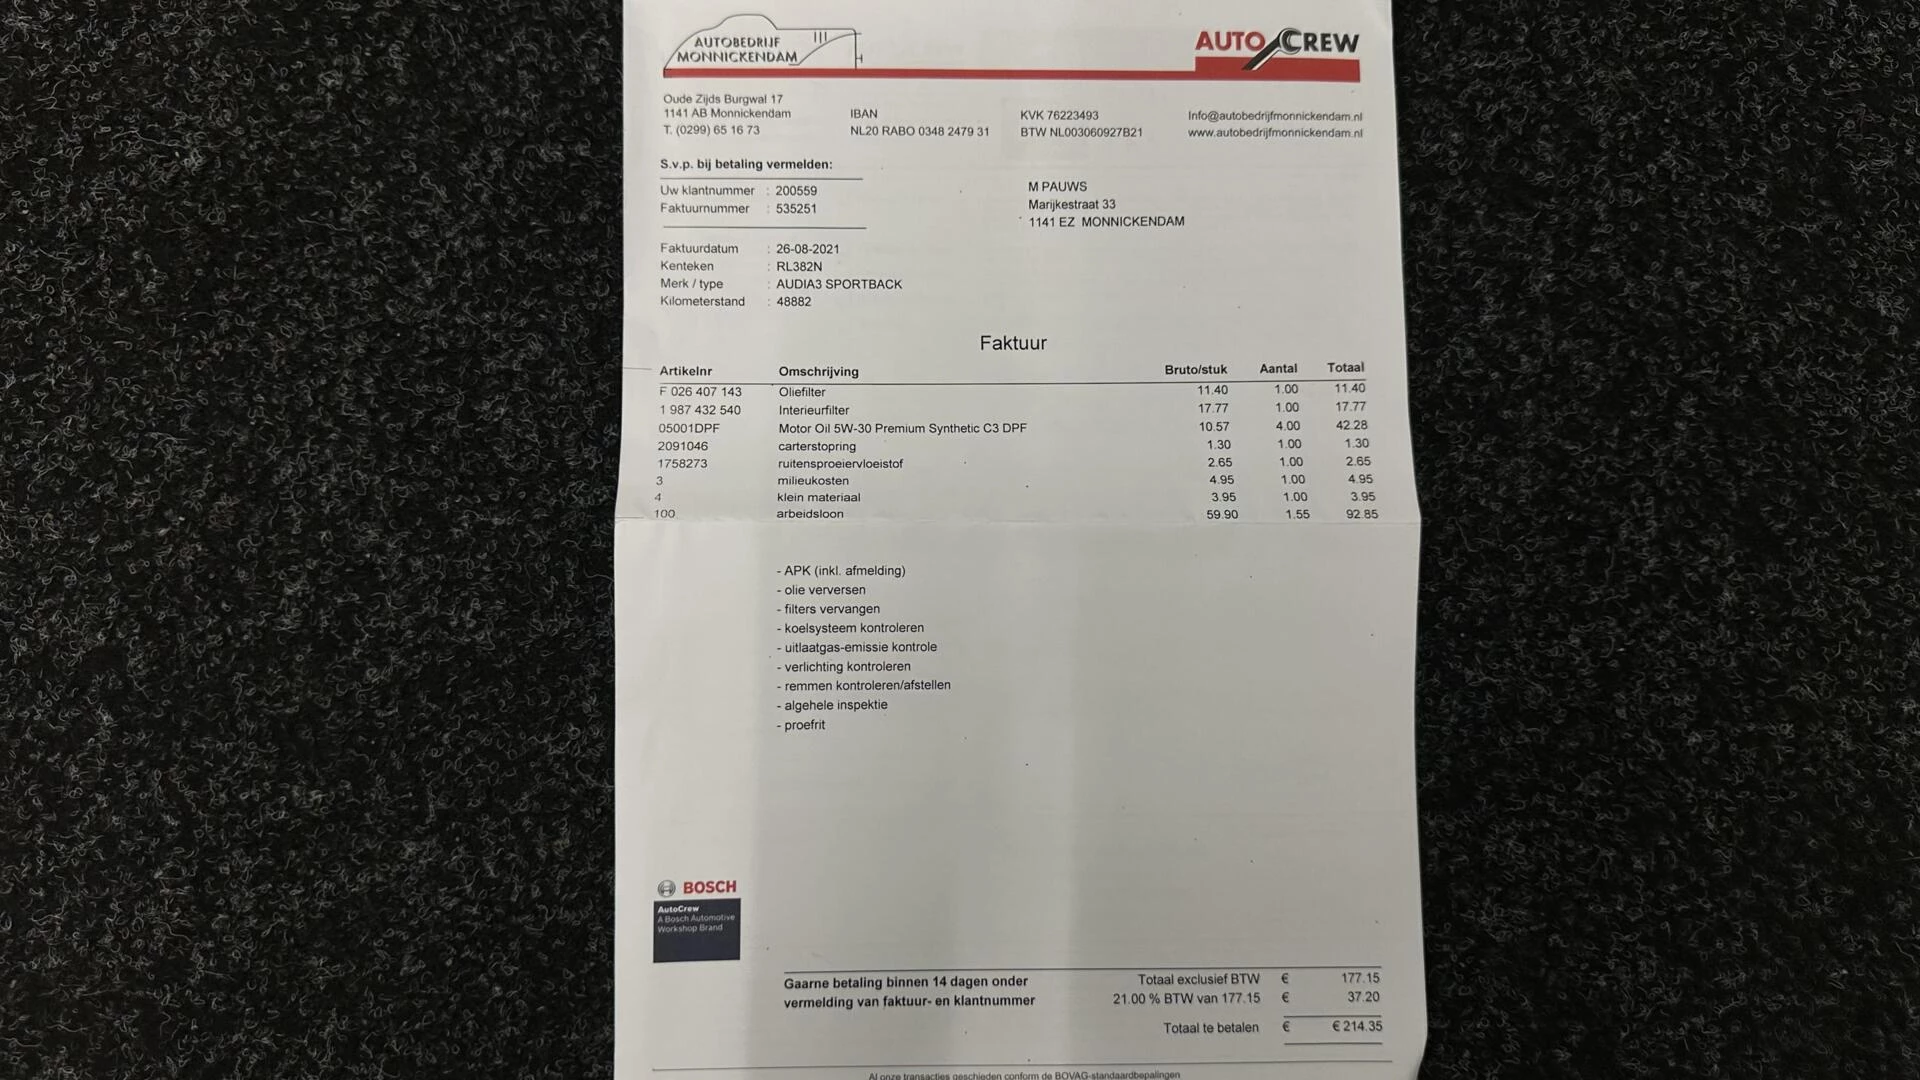 AUTOBEDRIJF
MONNICKENDAM
AUTO CREW
Oude Zijds Burgwal 17
1141 AB Monnickendam
T. (0299) 65 16 73
IBAN
NL20 RABO 0348 2479 31
KVK 76223493
BTW NL003060927B21
Info@autobedrijfmonnickendam.nl
www.autobedrijfmonnickendam.nl
S.v.p. bij betaling vermelden:
Uw klantnummer : 200559
Faktuurnummer : 535251
M PAUWS
Marijkestraat 33
1141 EZ MONNICKENDAM
Faktuurdatum : 26-08-2021
Kenteken : RL382N
Merk / type : AUDIA3 SPORTBACK
Kilometerstand : 48882
Faktuur
Artikelnr Omschrijving Bruto/stuk Aantal Totaal
F 026 407 143 Oliefilter 11.40 1.00 11.40
1 987 432 540 Interieurfilter 17.77 1.00 17.77
05001DPF Motor Oil 5W-30 Premium Synthetic C3 DPF 10.57 4.00 42.28
2091046 carterstopring 1.30 1.00 1.30
1758273 ruitensproeiervloeistof 2.65 1.00 2.65
3 milieukosten 4.95 1.00 4.95
4 klein materiaal 3.95 1.00 3.95
100 arbeidsloon 59.90 1.55 92.85
- APK (inkl. afmelding)
- olie verversen
- filters vervangen
- koelsysteem kontroleren
- uitlaatgas-emissie kontrole
- verlichting kontroleren
- remmen kontroleren/afstellen
- algehele inspektie
- proefrit
BOSCH
AutoCrew
A Bosch Automotive
Workshop Brand
Gaarne betaling binnen 14 dagen onder
vermelding van faktuur- en klantnummer
Totaal exclusief BTW € 177.15
21.00 % BTW van 177.15 € 37.20
Totaal te betalen € € 214.35
Al onze transacties geschieden conform de BOVAG-standaardbepalingen